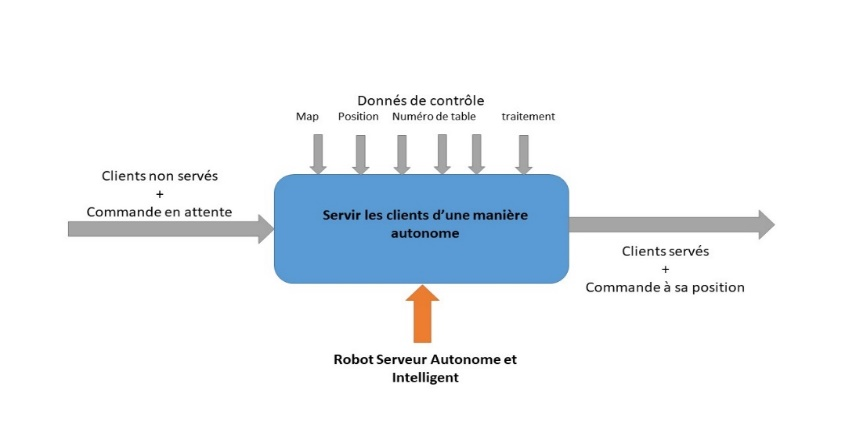 Donnés de contrôle
Map Position Numéro de table traitement
Clients non servés
+
Commande en attente
Servir les clients d'une manière
autonome
Clients servés
+
Commande à sa position
Robot Serveur Autonome et
Intelligent